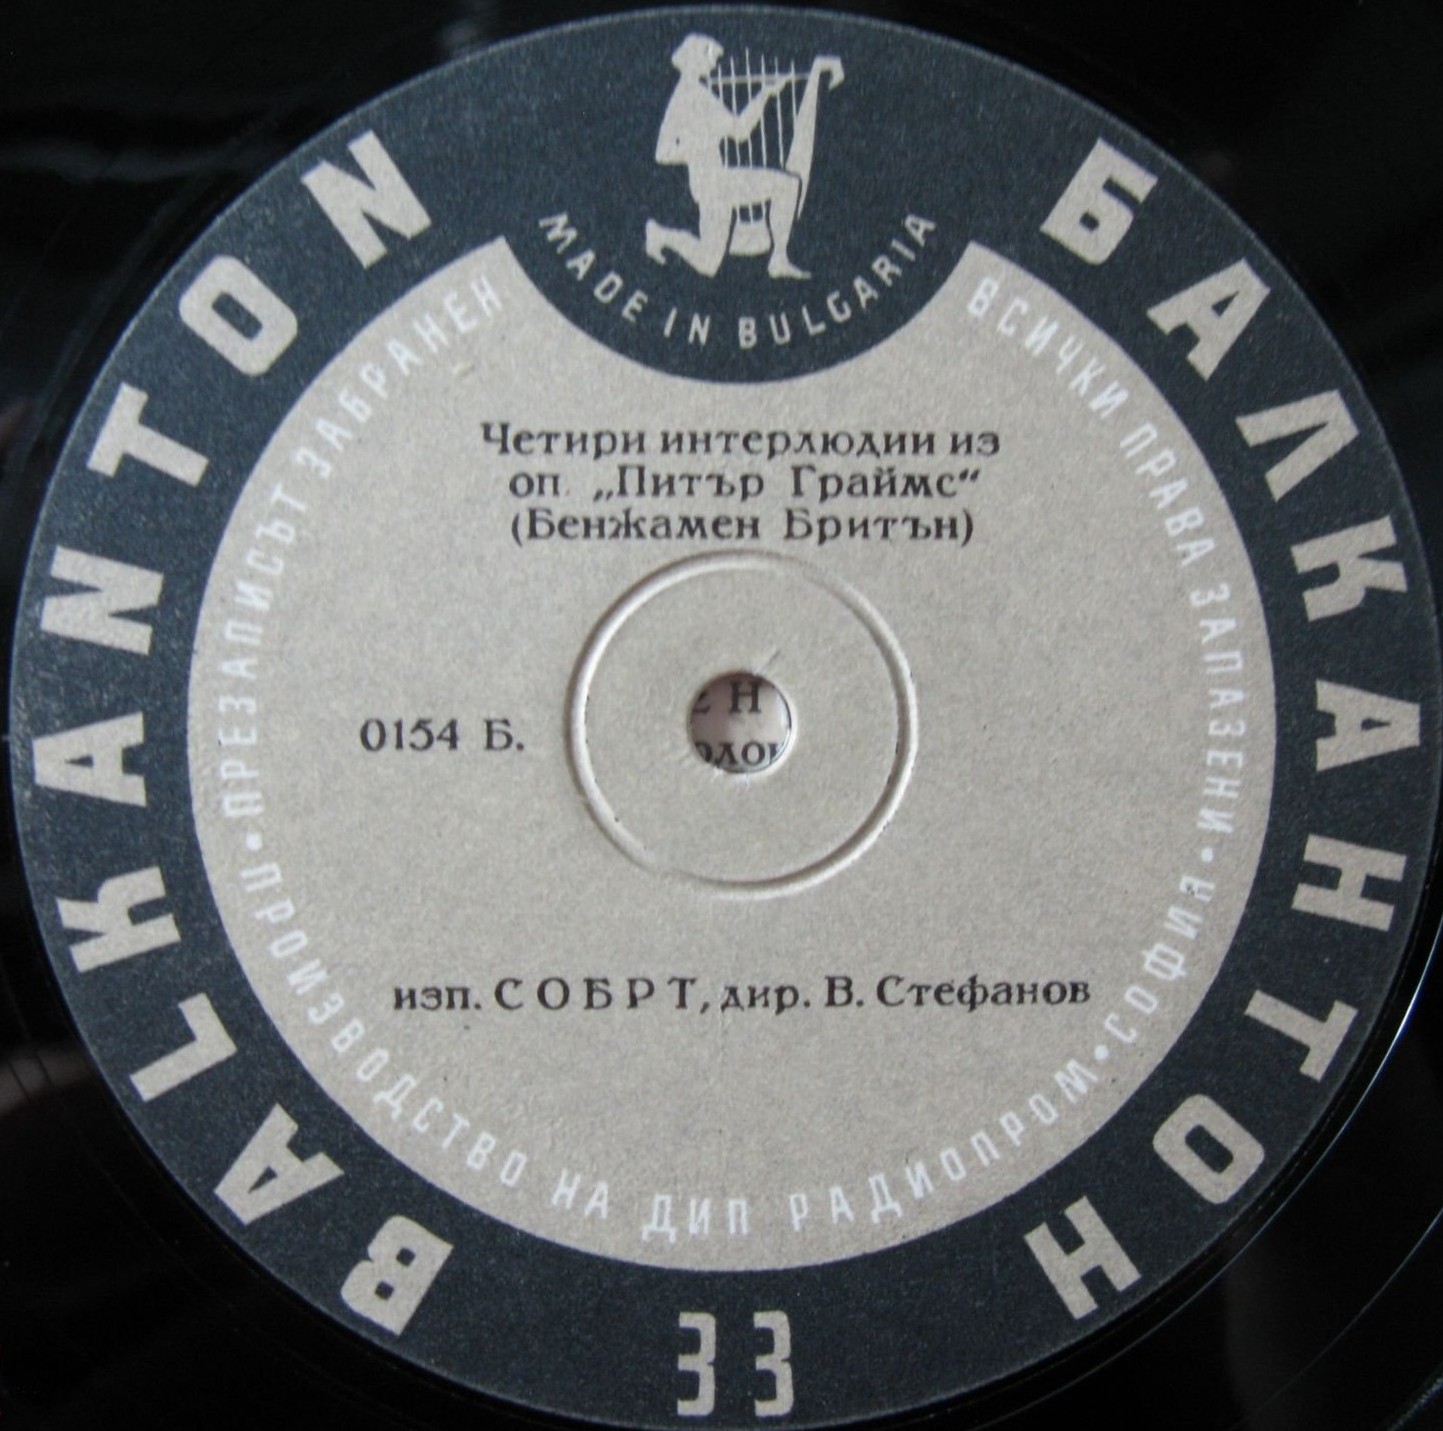 BALKANTON
БАЛКАНТОН
MADE IN BULGARIA
ПРОИЗВОДСТВО НА ДИП РАДИОПРОМ • СОФИЯ •
ПРЕЗАПИСЪТ ЗАБРАНЕН
ВСИЧКИ ПРАВА ЗАПАЗЕНИ
Четири интерлюдии из
оп. „Питър Граймс“
(Бенжамен Бритън)
0154 Б.
изп. СОБРТ, дир. В. Стефанов
33